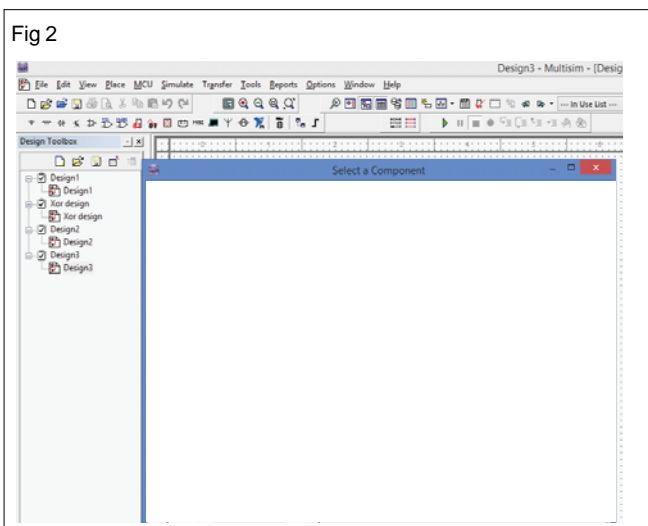 Fig 2
Design3 - Multisim - [Desig
File Edit View Place MCU Simulate Transfer Tools Reports Options Window Help
--- In Use List ---
Design Toolbox
Select a Component
Design1
Design1
Xor design
Xor design
Design2
Design2
Design3
Design3